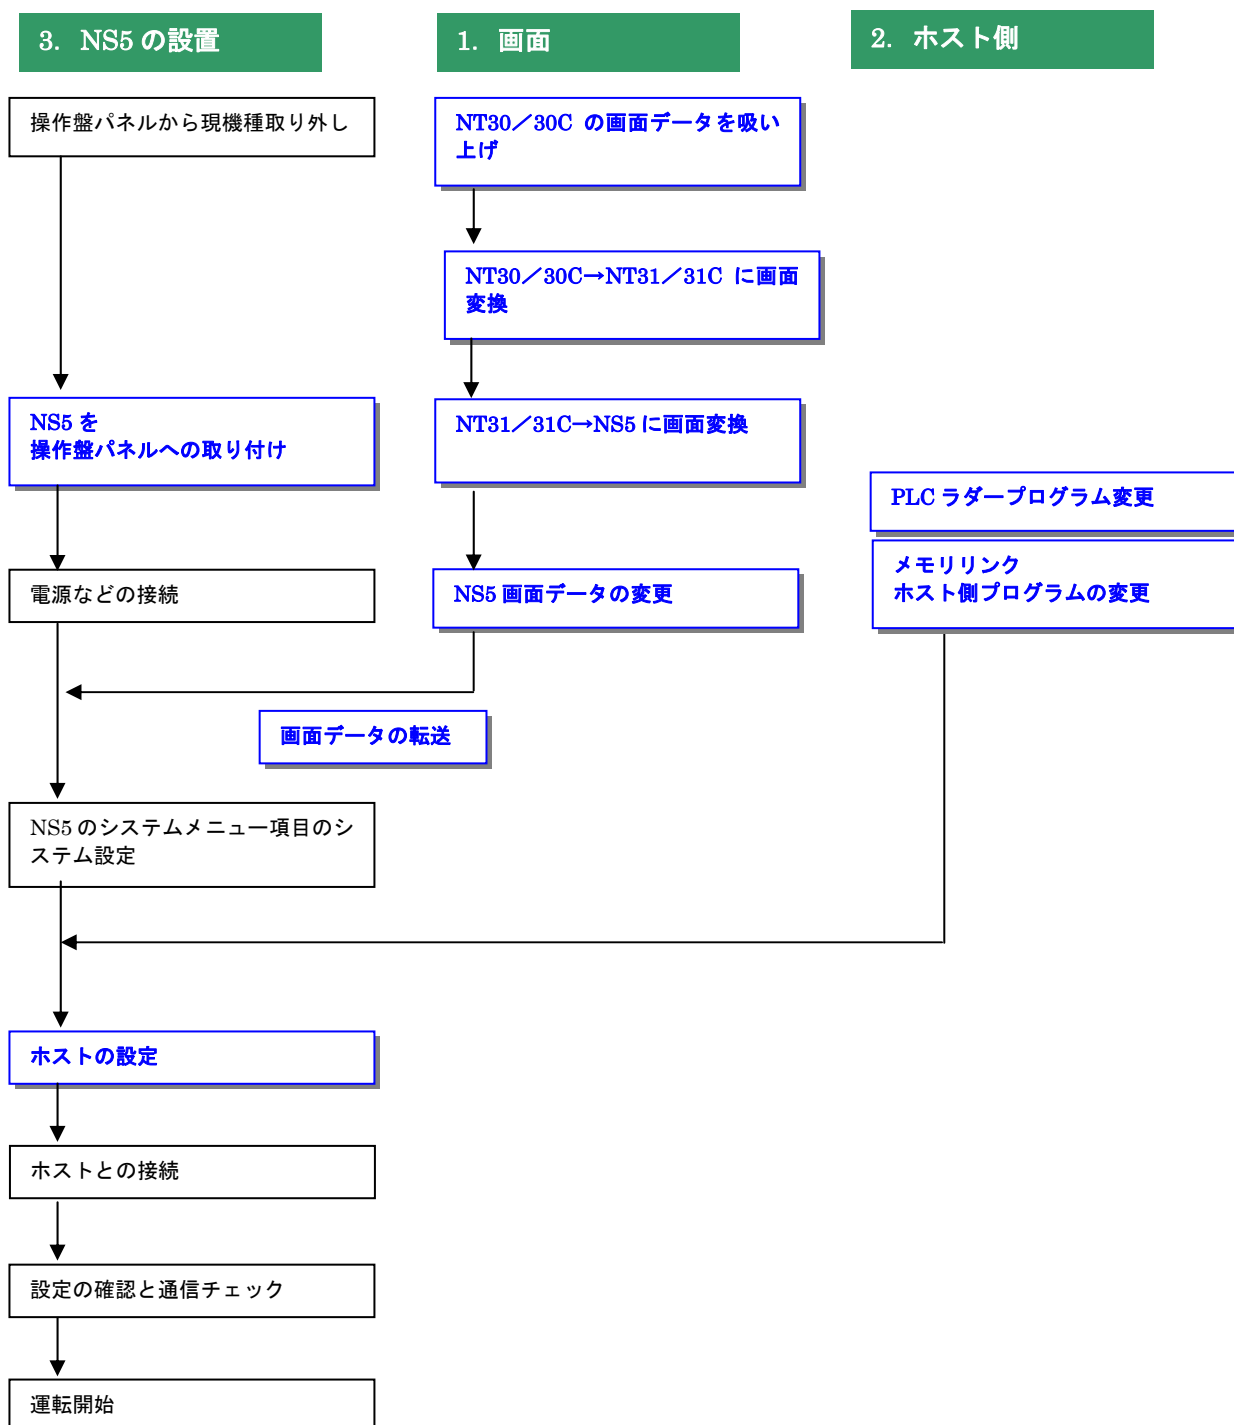 3. NS5 の設置
1. 画面
2. ホスト側
操作盤パネルから現機種取り外し
NT30／30C の画面データを吸い
上げ
NT30／30C→NT31／31C に画面
変換
NS5 を
操作盤パネルへの取り付け
NT31／31C→NS5 に画面変換
PLC ラダープログラム変更
メモリリンク
ホスト側プログラムの変更
電源などの接続
NS5 画面データの変更
画面データの転送
NS5 のシステムメニュー項目のシ
ステム設定
ホストの設定
ホストとの接続
設定の確認と通信チェック
運転開始